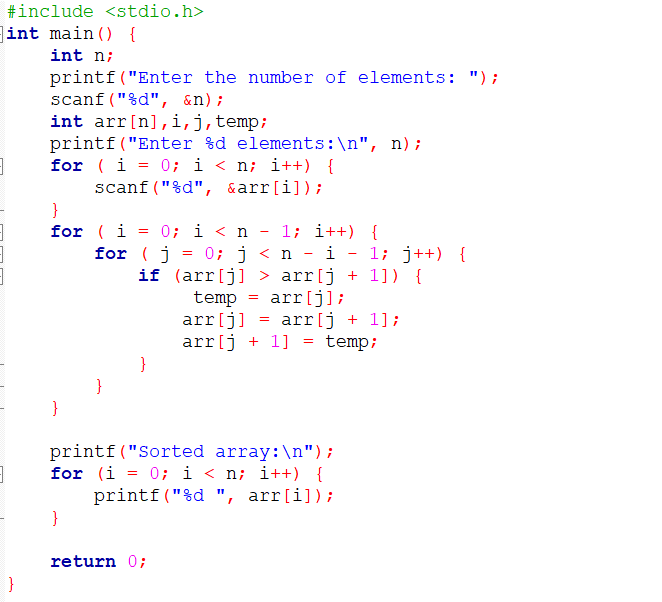 #include <stdio.h>
int main() {
    int n;
    printf("Enter the number of elements: ");
    scanf("%d", &n);
    int arr[n],i,j,temp;
    printf("Enter %d elements:\n", n);
    for ( i = 0; i < n; i++) {
        scanf("%d", &arr[i]);
    }
    for ( i = 0; i < n - 1; i++) {
        for ( j = 0; j < n - i - 1; j++) {
            if (arr[j] > arr[j + 1]) {
                 temp = arr[j];
                arr[j] = arr[j + 1];
                arr[j + 1] = temp;
            }
        }
    }

    printf("Sorted array:\n");
    for (i = 0; i < n; i++) {
        printf("%d ", arr[i]);
    }

    return 0;
}